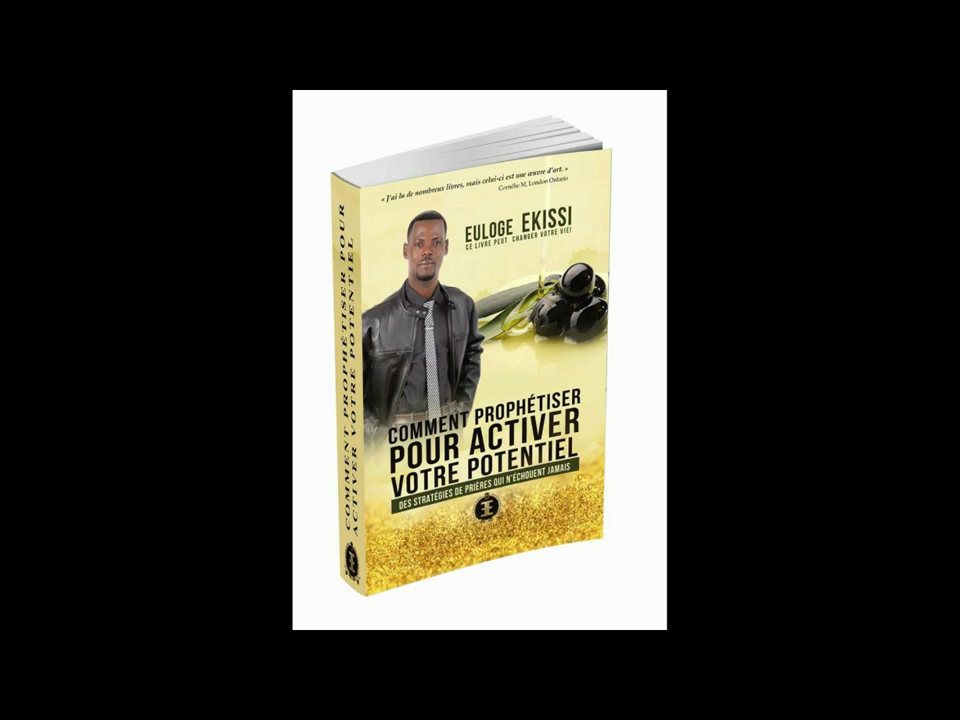 « J'ai lu de nombreux livres, mais celui-ci est une œuvre d'art. »
Cornélie M, London Ontario
EULOGE EKISSI
CE LIVRE PEUT CHANGER VOTRE VIE!
COMMENT PROPHÉTISER
POUR ACTIVER
VOTRE POTENTIEL
DES STRATÉGIES DE PRIÈRES QUI N'ÉCHOUENT JAMAIS
COMMENT PROPHÉTISER POUR
ACTIVER VOTRE POTENTIEL